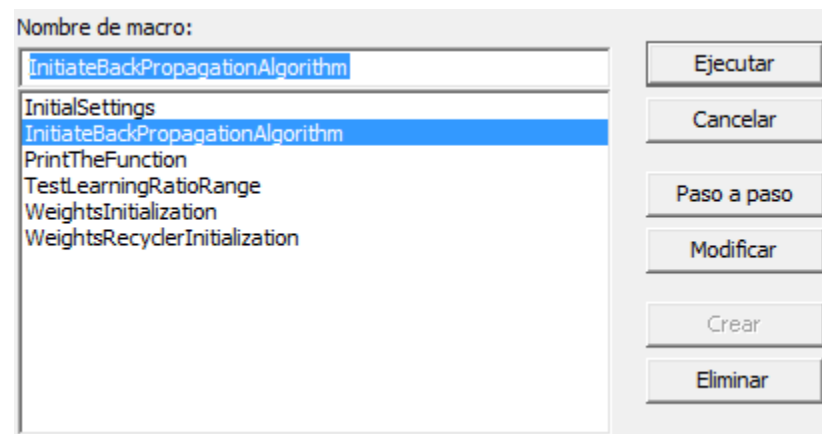 Nombre de macro:
InitiateBackPropagationAlgorithm
InitialSettings
InitiateBackPropagationAlgorithm
PrintTheFunction
TestLearningRatioRange
WeightsInitialization
WeightsRecyclerInitialization
Ejecutar
Cancelar
Paso a paso
Modificar
Crear
Eliminar